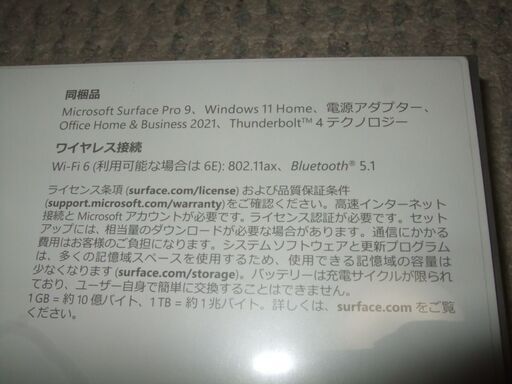 同梱品
Microsoft Surface Pro 9、Windows 11 Home、電源アダプター、
Office Home & Business 2021、Thunderbolt™ 4 テクノロジー
ワイヤレス接続
Wi-Fi 6 (利用可能な場合は 6E): 802.11ax、Bluetooth® 5.1
ライセンス条項 (surface.com/license) および品質保証条件
(support.microsoft.com/warranty)をご確認ください。高速インターネット
接続と Microsoft アカウントが必要です。ライセンス認証が必要です。セット
アップには、相当量のダウンロードが必要な場合があります。通信にかかる
費用はお客様のご負担になります。システム ソフトウェアと更新プログラム
は、多くの記憶域スペースを使用するため、使用できる記憶域の容量は
少なくなります (surface.com/storage)。バッテリーは充電サイクルが限られ
ており、ユーザー自身で簡単に交換することはできません。
1 GB = 約 10 億バイト、1 TB = 約 1 兆バイト。詳しくは、surface.com をご覧
ください。